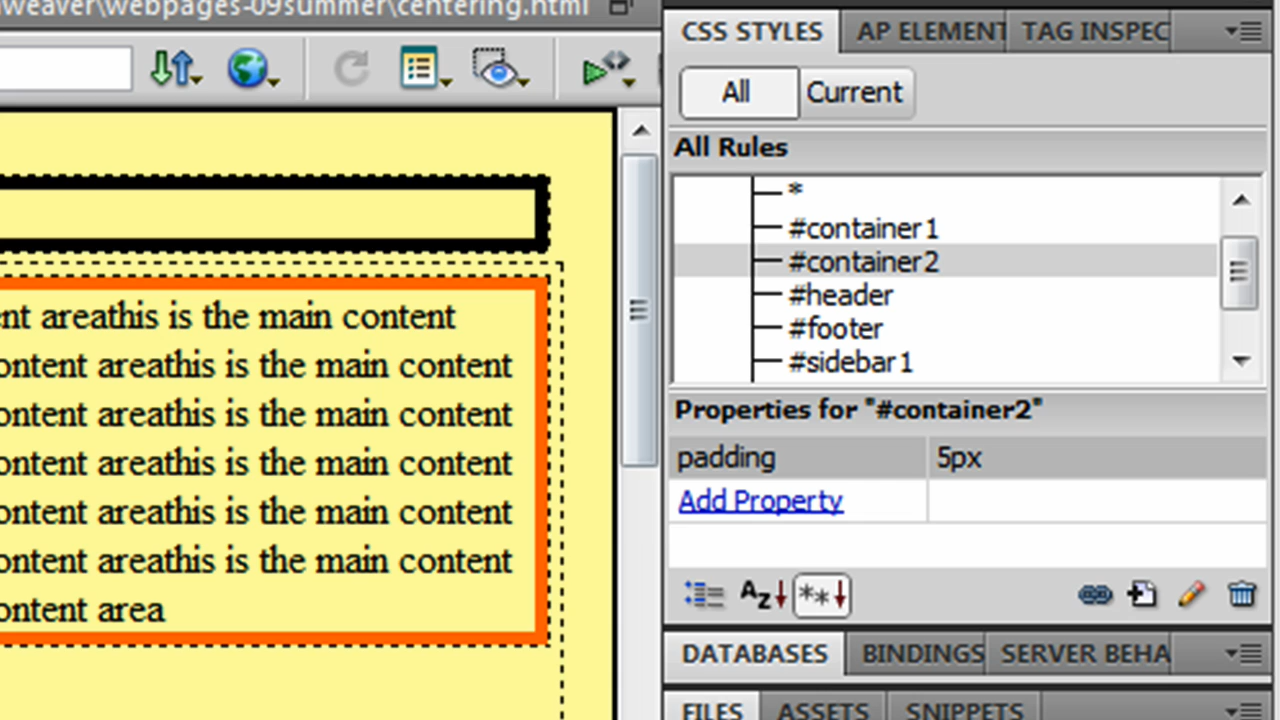 weaver\webpages-09summer\centering.html
CSS STYLES AP ELEMENT TAG INSPEC
All Current
All Rules
*
#container1
#container2
#header
#footer
#sidebar1
Properties for "#container2"
padding 5px
Add Property
ent areathis is the main content
ontent areathis is the main content
ontent areathis is the main content
ontent areathis is the main content
ontent areathis is the main content
ontent areathis is the main content
ontent area
DATABASES BINDINGS SERVER BEHA
FILES ASSETS SNIPPETS